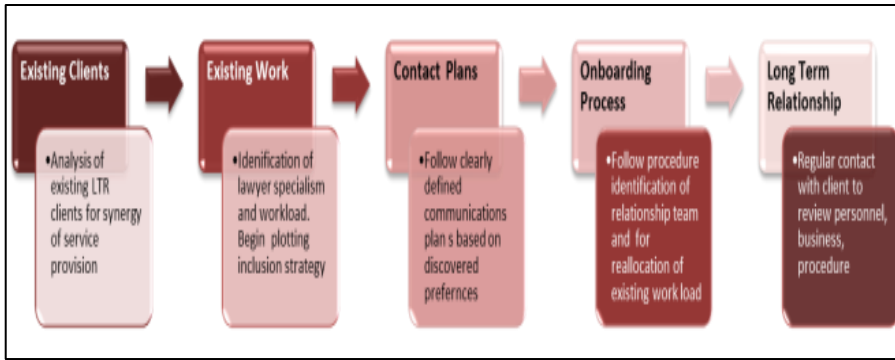 Existing Clients
•Analysis of
existing LTR
clients for synergy
of service
provision
Existing Work
•Idenification of
lawyer specialism
and workload.
Begin plotting
inclusion strategy
Contact Plans
•Follow clearly
defined
communications
plan s based on
discovered
prefernces
Onboarding
Process
•Follow procedure
identification of
relationship team
and for
reallocation of
existing work load
Long Term
Relationship
•Regular contact
with client to
review personnel,
business,
procedure